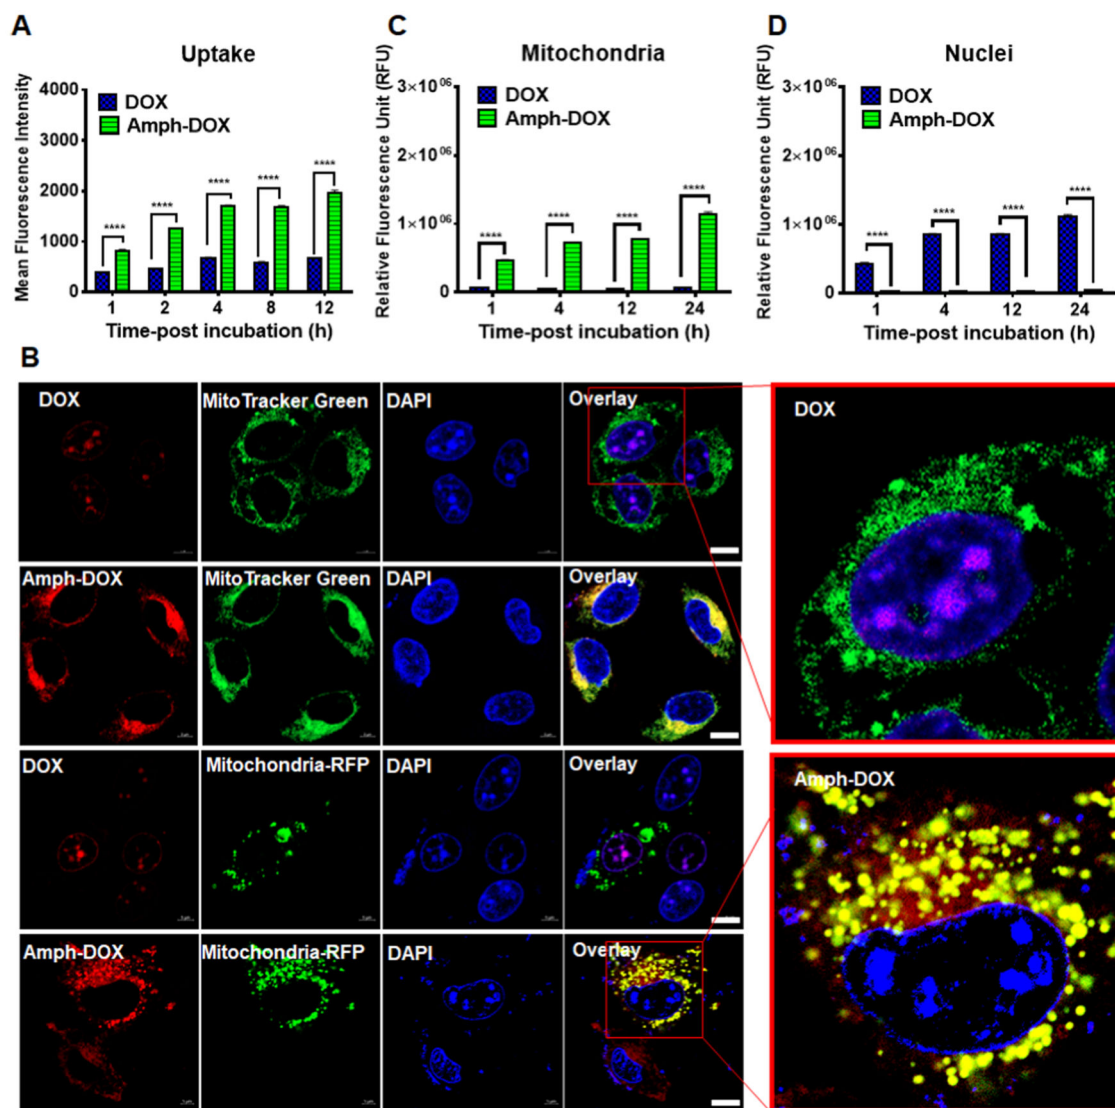 A
Uptake
Mean Fluorescence Intensity
4000
3000
2000
1000
0
DOX
Amph-DOX
****
****
****
****
****
1 2 4 8 12
Time-post incubation (h)
C
Mitochondria
Relative Fluorescence Unit (RFU)
3×10⁰⁶
2×10⁰⁶
1×10⁰⁶
0
DOX
Amph-DOX
****
****
****
****
1 4 12 24
Time-post incubation (h)
D
Nuclei
Relative Fluorescence Unit (RFU)
3×10⁰⁶
2×10⁰⁶
1×10⁰⁶
0
DOX
Amph-DOX
****
****
****
****
1 4 12 24
Time-post incubation (h)
B
DOX MitoTracker Green DAPI Overlay
Amph-DOX MitoTracker Green DAPI Overlay
DOX Mitochondria-RFP DAPI Overlay
Amph-DOX Mitochondria-RFP DAPI Overlay
DOX
Amph-DOX